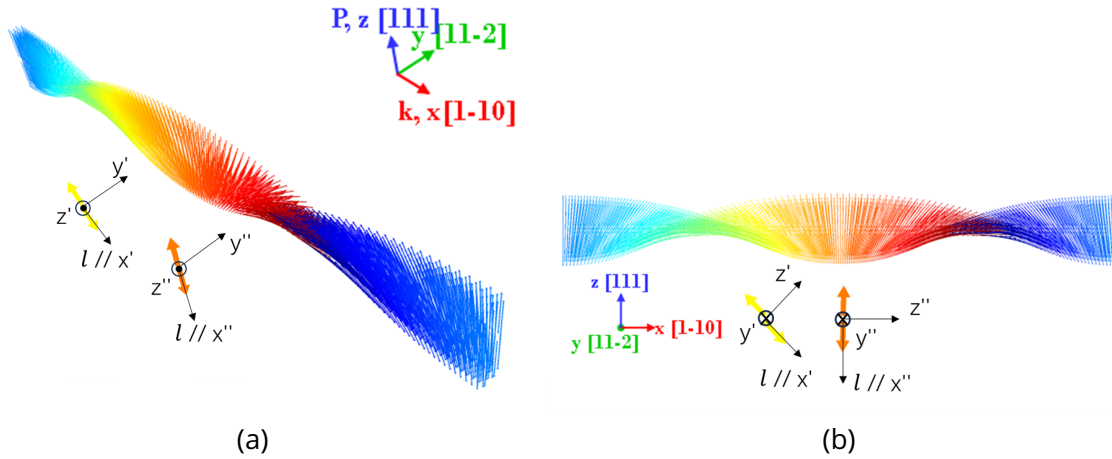 P, z [111]
y [11-2]
k, x [1-10]
y'
z'
l // x'
y''
z''
l // x''
z [111]
x [1-10]
y [11-2]
z'
y'
l // x'
z''
y''
l // x''
(a)
(b)